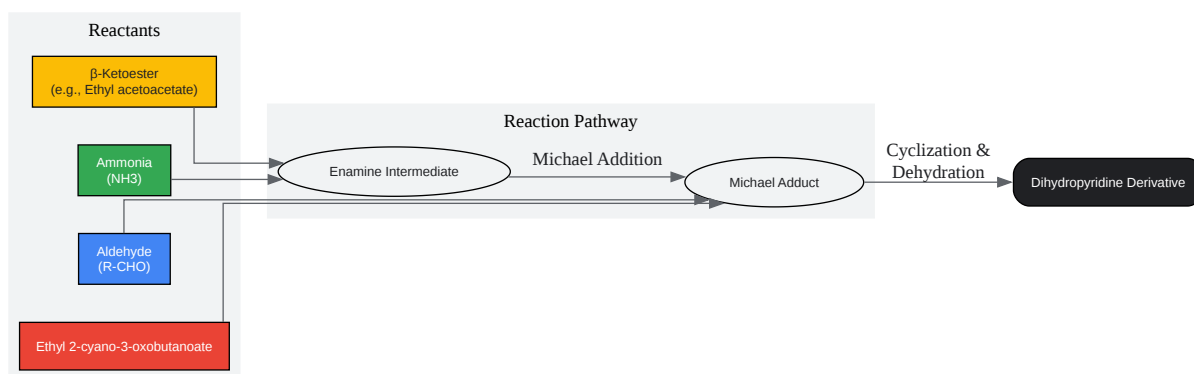 Reactants
β-Ketoester
(e.g., Ethyl acetoacetate)
Ammonia
(NH3)
Aldehyde
(R-CHO)
Ethyl 2-cyano-3-oxobutanoate
Reaction Pathway
Enamine Intermediate
Michael Addition
Michael Adduct
Cyclization &
Dehydration
Dihydropyridine Derivative